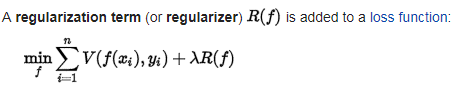 A regularization term (or regularizer) R(f) is added to a loss function:
min_f ∑_{i=1}^{n} V(f(x_i), y_i) + λR(f)